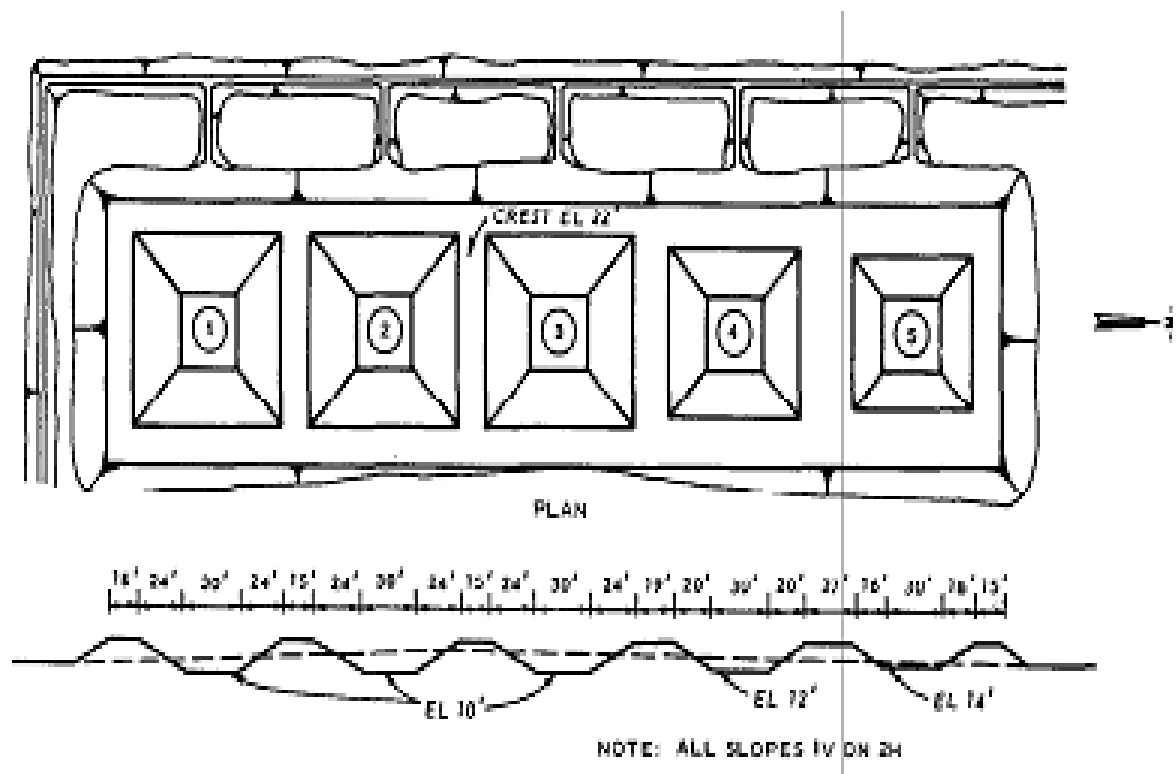 CREST EL 22'
1 2 3 4 5
PLAN
24' 30' 24' 15' 24' 30' 24' 15' 24' 30' 24' 19' 20' 30' 20' 27' 16' 30' 15'
EL 10' EL 12' EL 14'
NOTE: ALL SLOPES 1V ON 2H